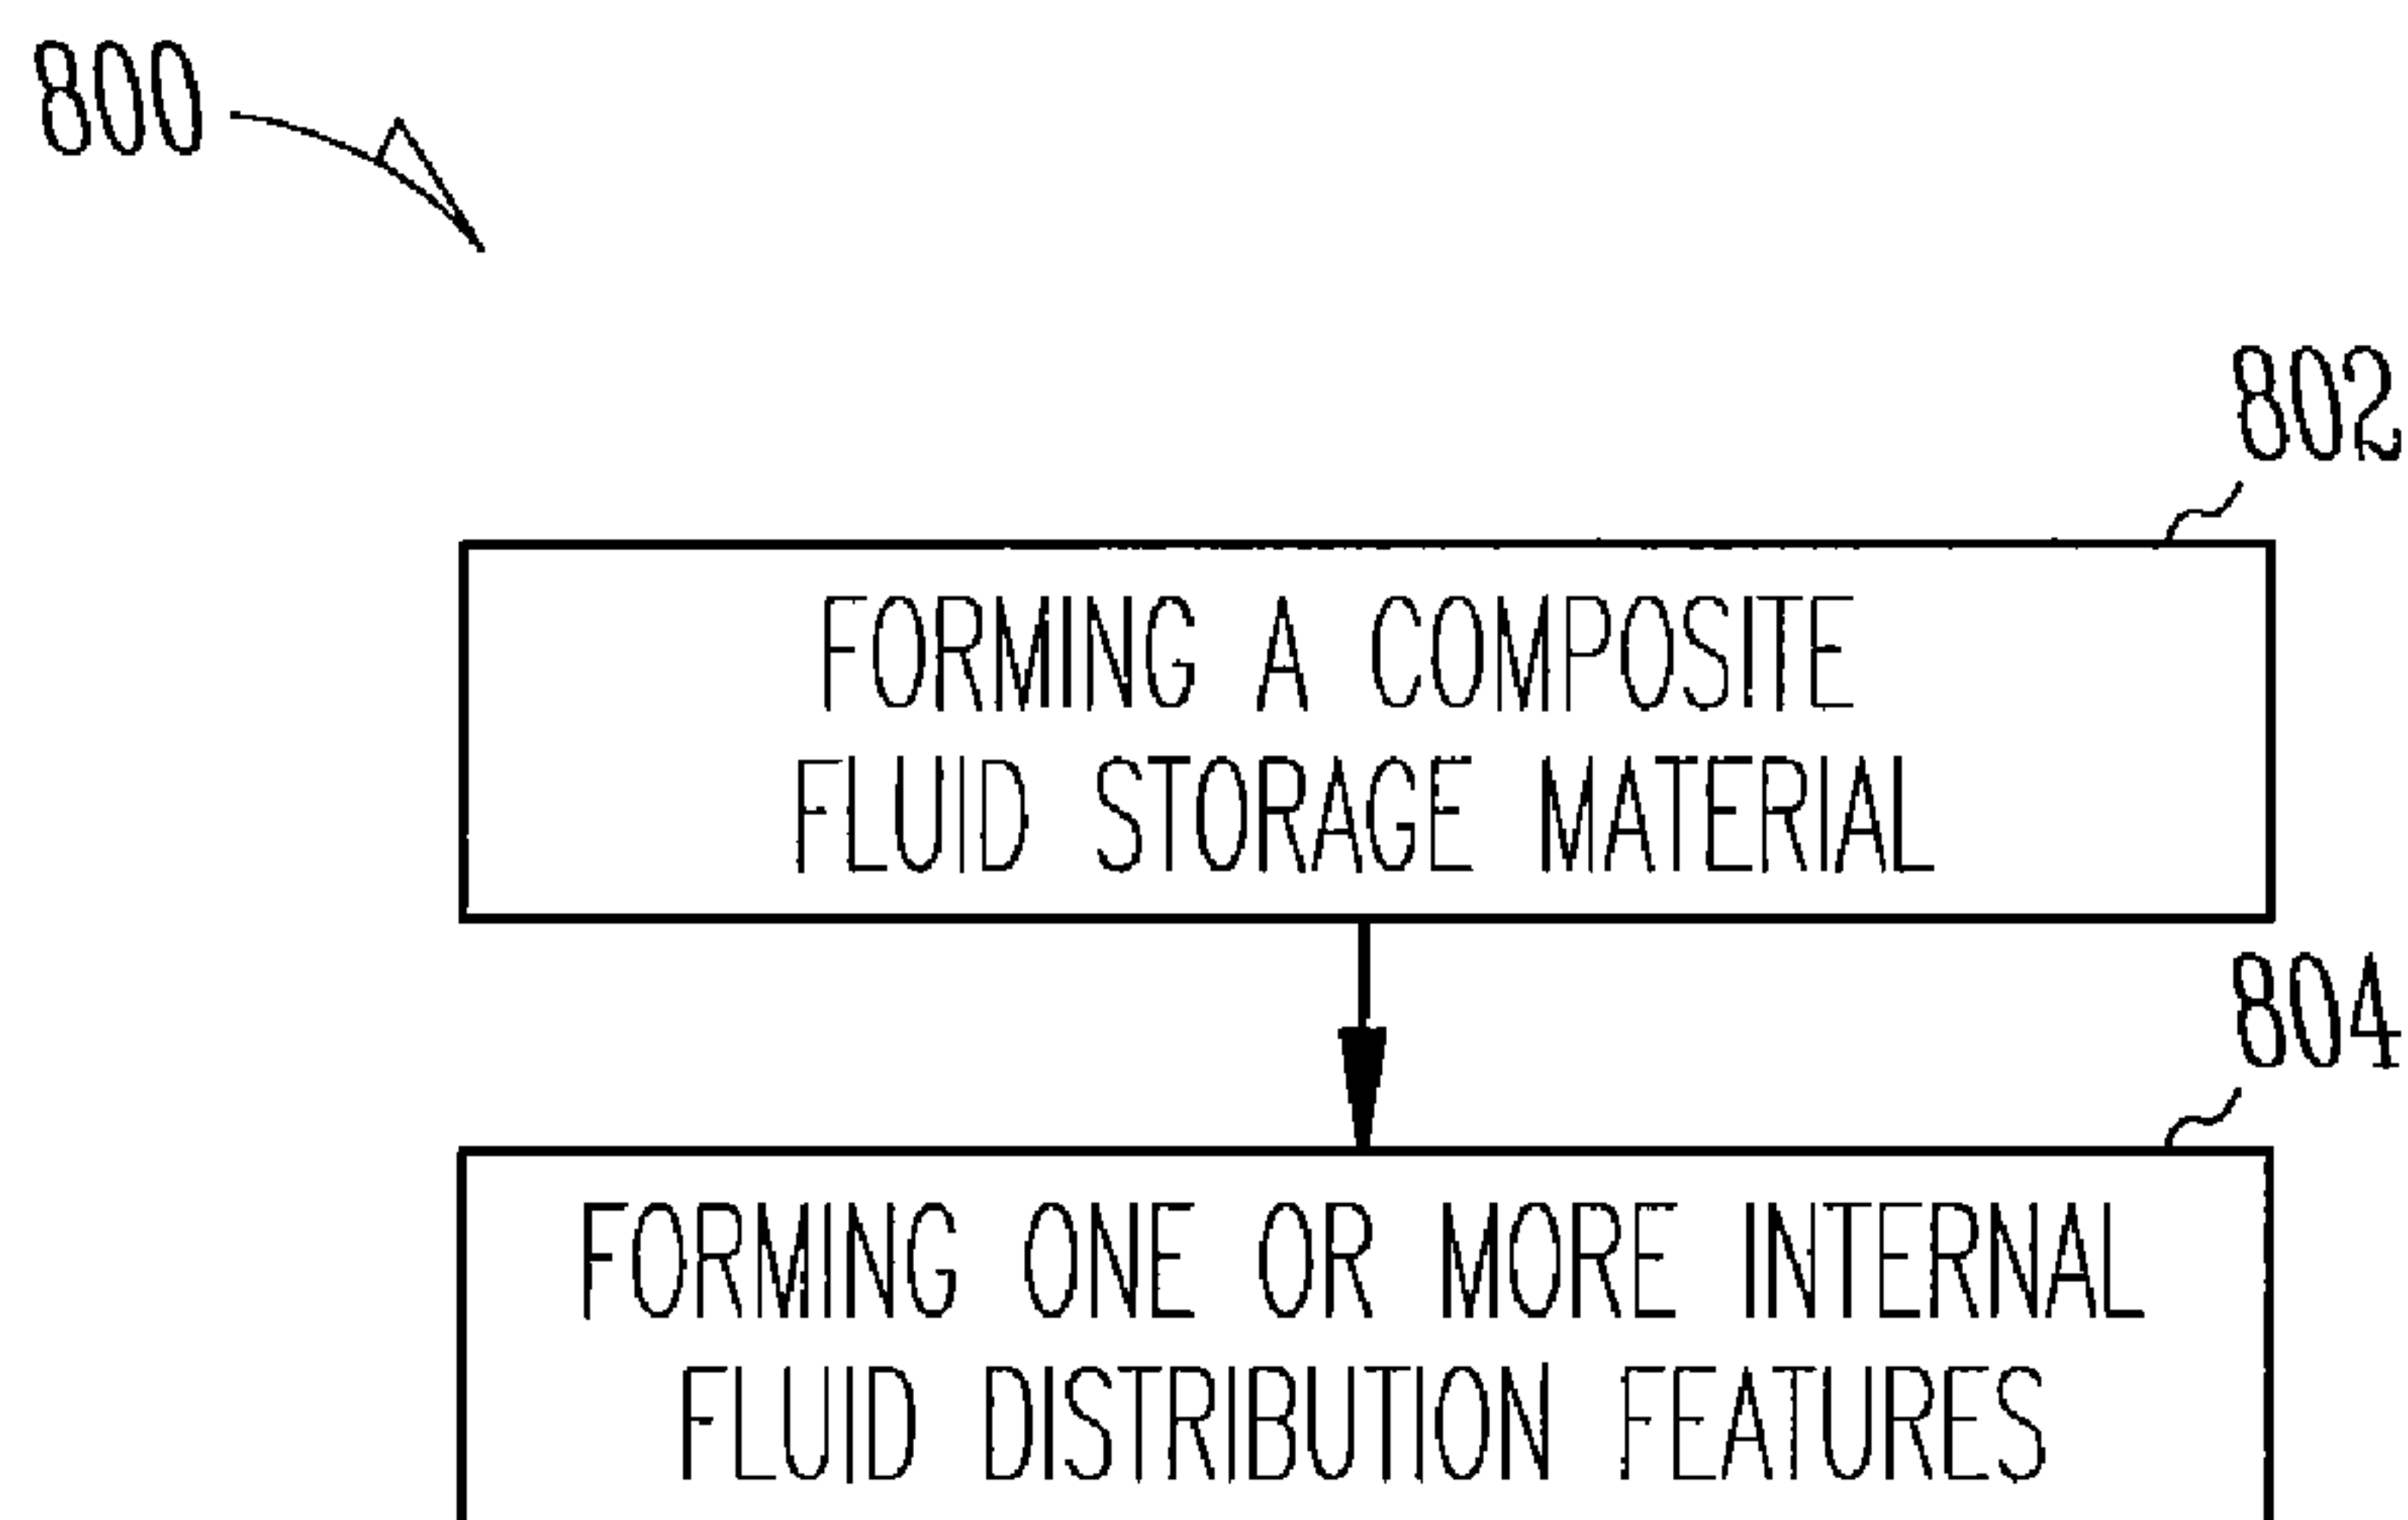 800
802
FORMING A COMPOSITE
FLUID STORAGE MATERIAL
804
FORMING ONE OR MORE INTERNAL
FLUID DISTRIBUTION FEATURES